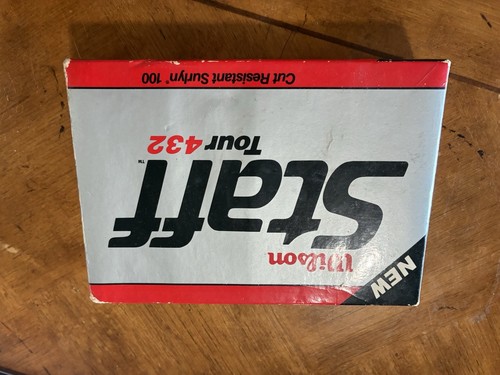 NEW
Wilson
Staff™
Tour 432
Cut Resistant Surlyn® 100